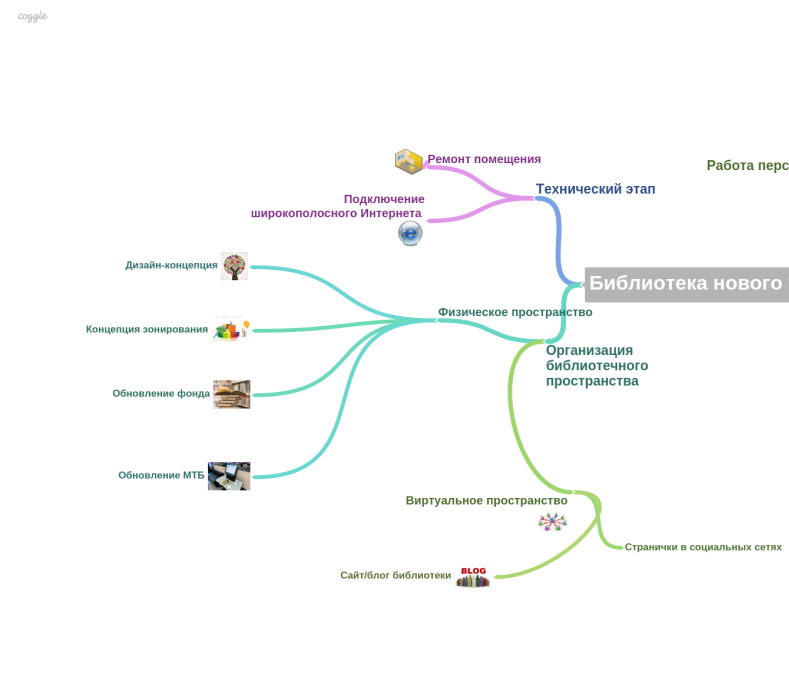 coggle
Ремонт помещения
Работа перс
Технический этап
Подключение
широкополосного Интернета
Дизайн-концепция
Библиотека нового
Физическое пространство
Концепция зонирования
Организация
библиотечного
пространства
Обновление фонда
Обновление МТБ
Виртуальное пространство
Странички в социальных сетях
Сайт/блог библиотеки
BLOG